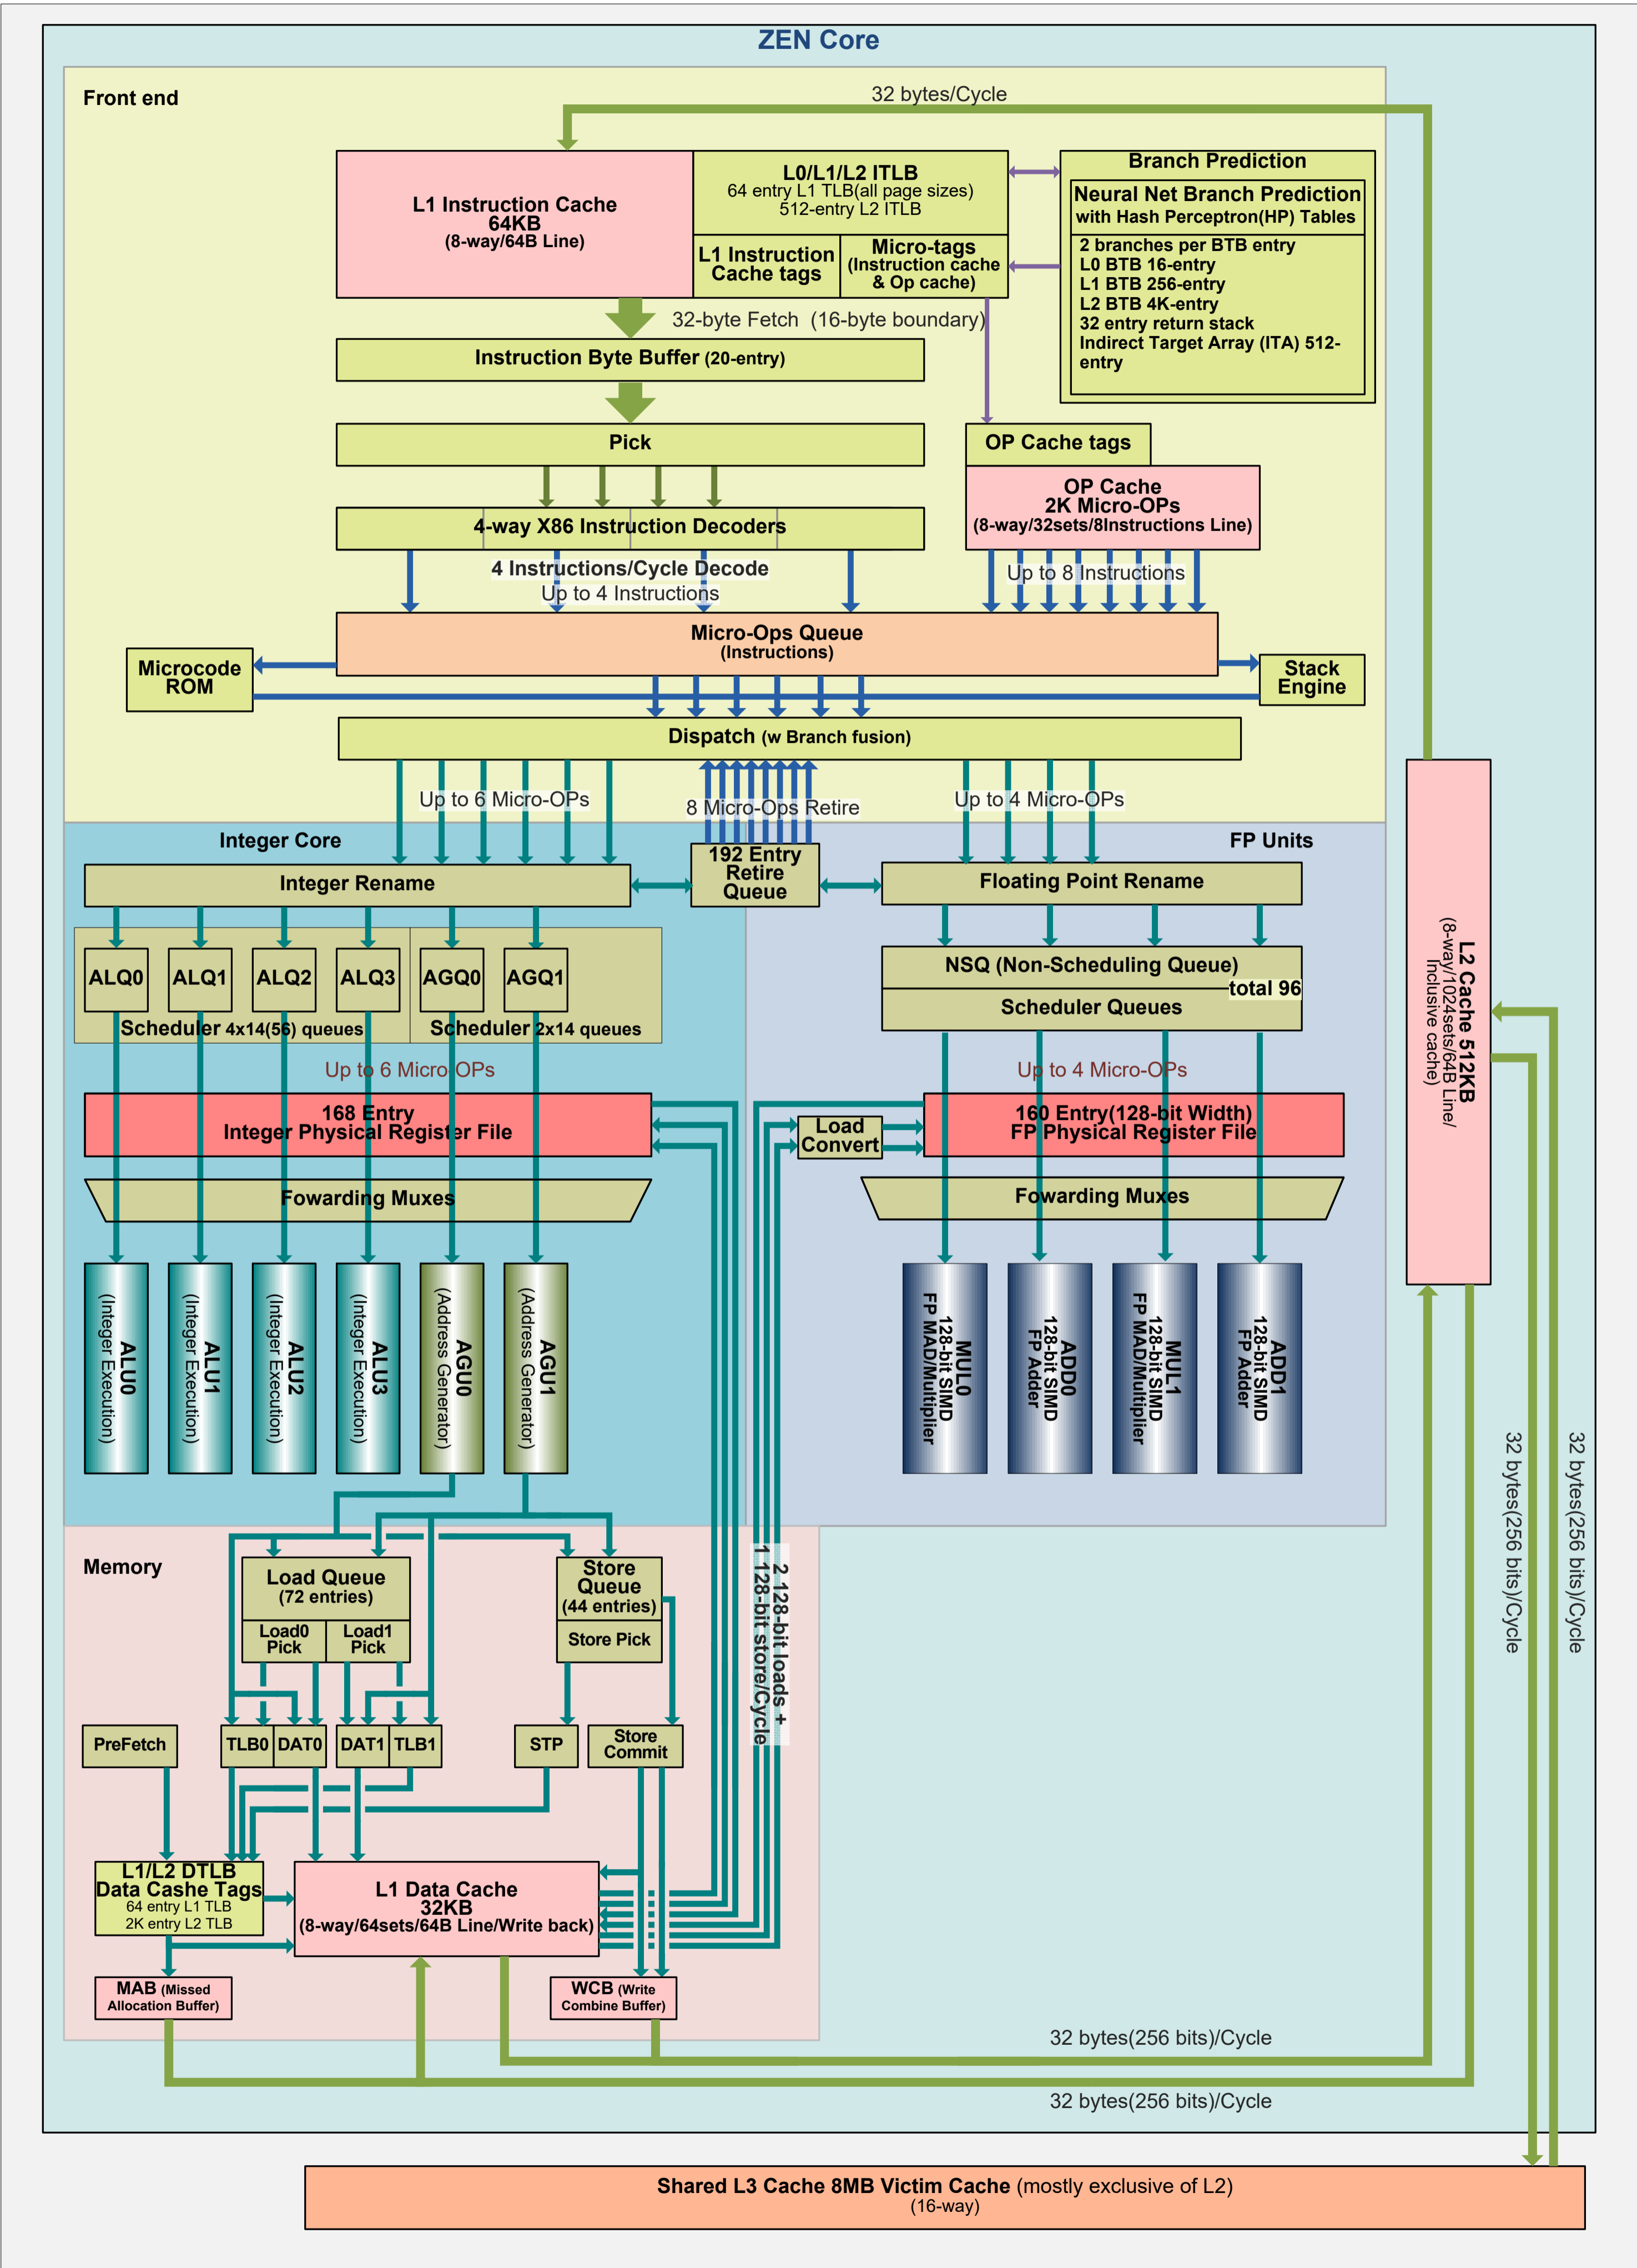 ZEN Core
Front end
32 bytes/Cycle
L1 Instruction Cache
64KB
(8-way/64B Line)
L0/L1/L2 ITLB
64 entry L1 TLB(all page sizes)
512-entry L2 ITLB
L1 Instruction
Cache tags
Micro-tags
(Instruction cache
& Op cache)
Branch Prediction
Neural Net Branch Prediction
with Hash Perceptron(HP) Tables
2 branches per BTB entry
L0 BTB 16-entry
L1 BTB 256-entry
L2 BTB 4K-entry
32 entry return stack
Indirect Target Array (ITA) 512-
entry
32-byte Fetch (16-byte boundary)
Instruction Byte Buffer (20-entry)
Pick
OP Cache tags
OP Cache
2K Micro-OPs
(8-way/32sets/8Instructions Line)
4-way X86 Instruction Decoders
4 Instructions/Cycle Decode
Up to 4 Instructions
Up to 8 Instructions
Micro-Ops Queue
(Instructions)
Microcode
ROM
Stack
Engine
Dispatch (w Branch fusion)
Up to 6 Micro-OPs
8 Micro-Ops Retire
Up to 4 Micro-OPs
Integer Core
FP Units
Integer Rename
192 Entry
Retire
Queue
Floating Point Rename
ALQ0
ALQ1
ALQ2
ALQ3
AGQ0
AGQ1
Scheduler 4x14(56) queues
Scheduler 2x14 queues
NSQ (Non-Scheduling Queue)
total 96
Scheduler Queues
L2 Cache 512KB
(8-way/1024sets/64B Line/
Inclusive cache)
Up to 6 Micro-OPs
Up to 4 Micro-OPs
168 Entry
Integer Physical Register File
Load
Convert
160 Entry(128-bit Width)
FP Physical Register File
Fowarding Muxes
Fowarding Muxes
ALU0
(Integer Execution)
ALU1
(Integer Execution)
ALU2
(Integer Execution)
ALU3
(Integer Execution)
AGU0
(Address Generator)
AGU1
(Address Generator)
MUL0
128-bit SIMD
FP MAD/Multiplier
ADD0
128-bit SIMD
FP Adder
MUL1
128-bit SIMD
FP MAD/Multiplier
ADD1
128-bit SIMD
FP Adder
32 bytes(256 bits)/Cycle
32 bytes(256 bits)/Cycle
Memory
Load Queue
(72 entries)
Load0
Pick
Load1
Pick
Store
Queue
(44 entries)
Store Pick
2 128-bit loads +
1 128-bit store/Cycle
PreFetch
TLB0
DAT0
DAT1
TLB1
STP
Store
Commit
L1/L2 DTLB
Data Cashe Tags
64 entry L1 TLB
2K entry L2 TLB
L1 Data Cache
32KB
(8-way/64sets/64B Line/Write back)
MAB (Missed
Allocation Buffer)
WCB (Write
Combine Buffer)
32 bytes(256 bits)/Cycle
32 bytes(256 bits)/Cycle
Shared L3 Cache 8MB Victim Cache (mostly exclusive of L2)
(16-way)